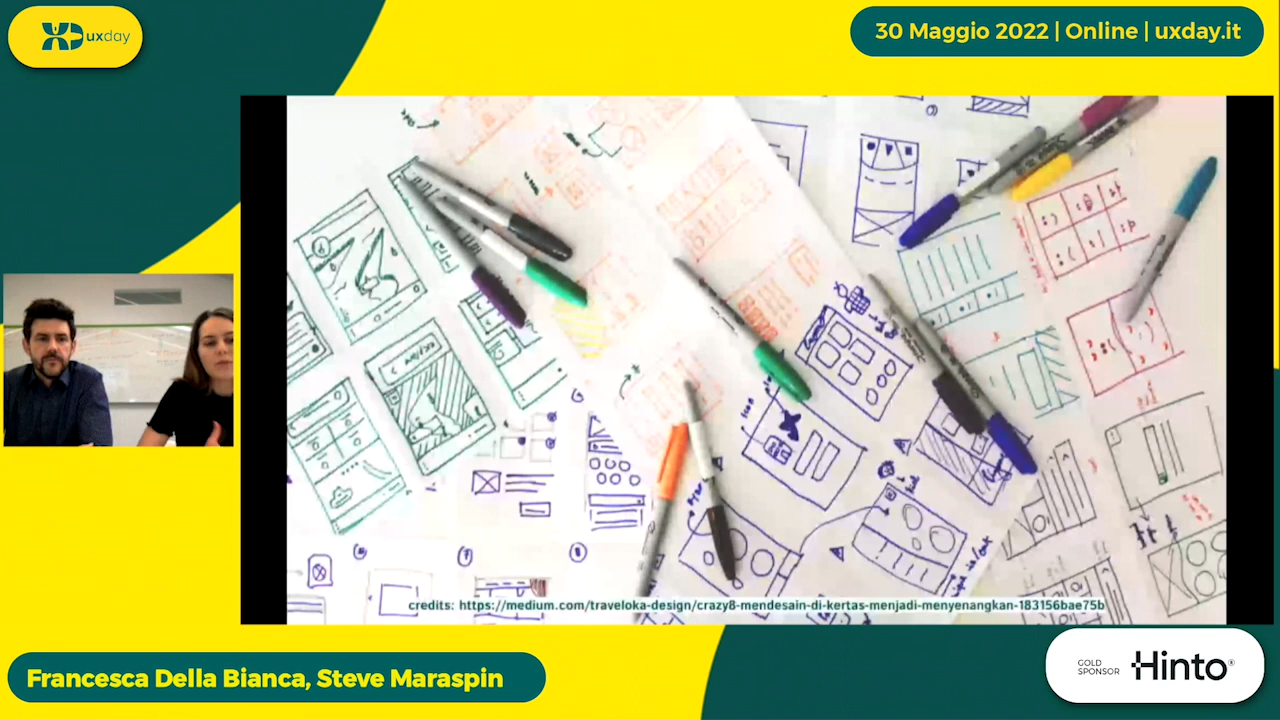 uxday
30 Maggio 2022 | Online | uxday.it
credits: https://medium.com/traveloka-design/crazy8-mendesain-di-kertas-menjadi-menyenangkan-183156bae75b
Francesca Della Bianca, Steve Maraspin
GOLD
SPONSOR
Hinto®